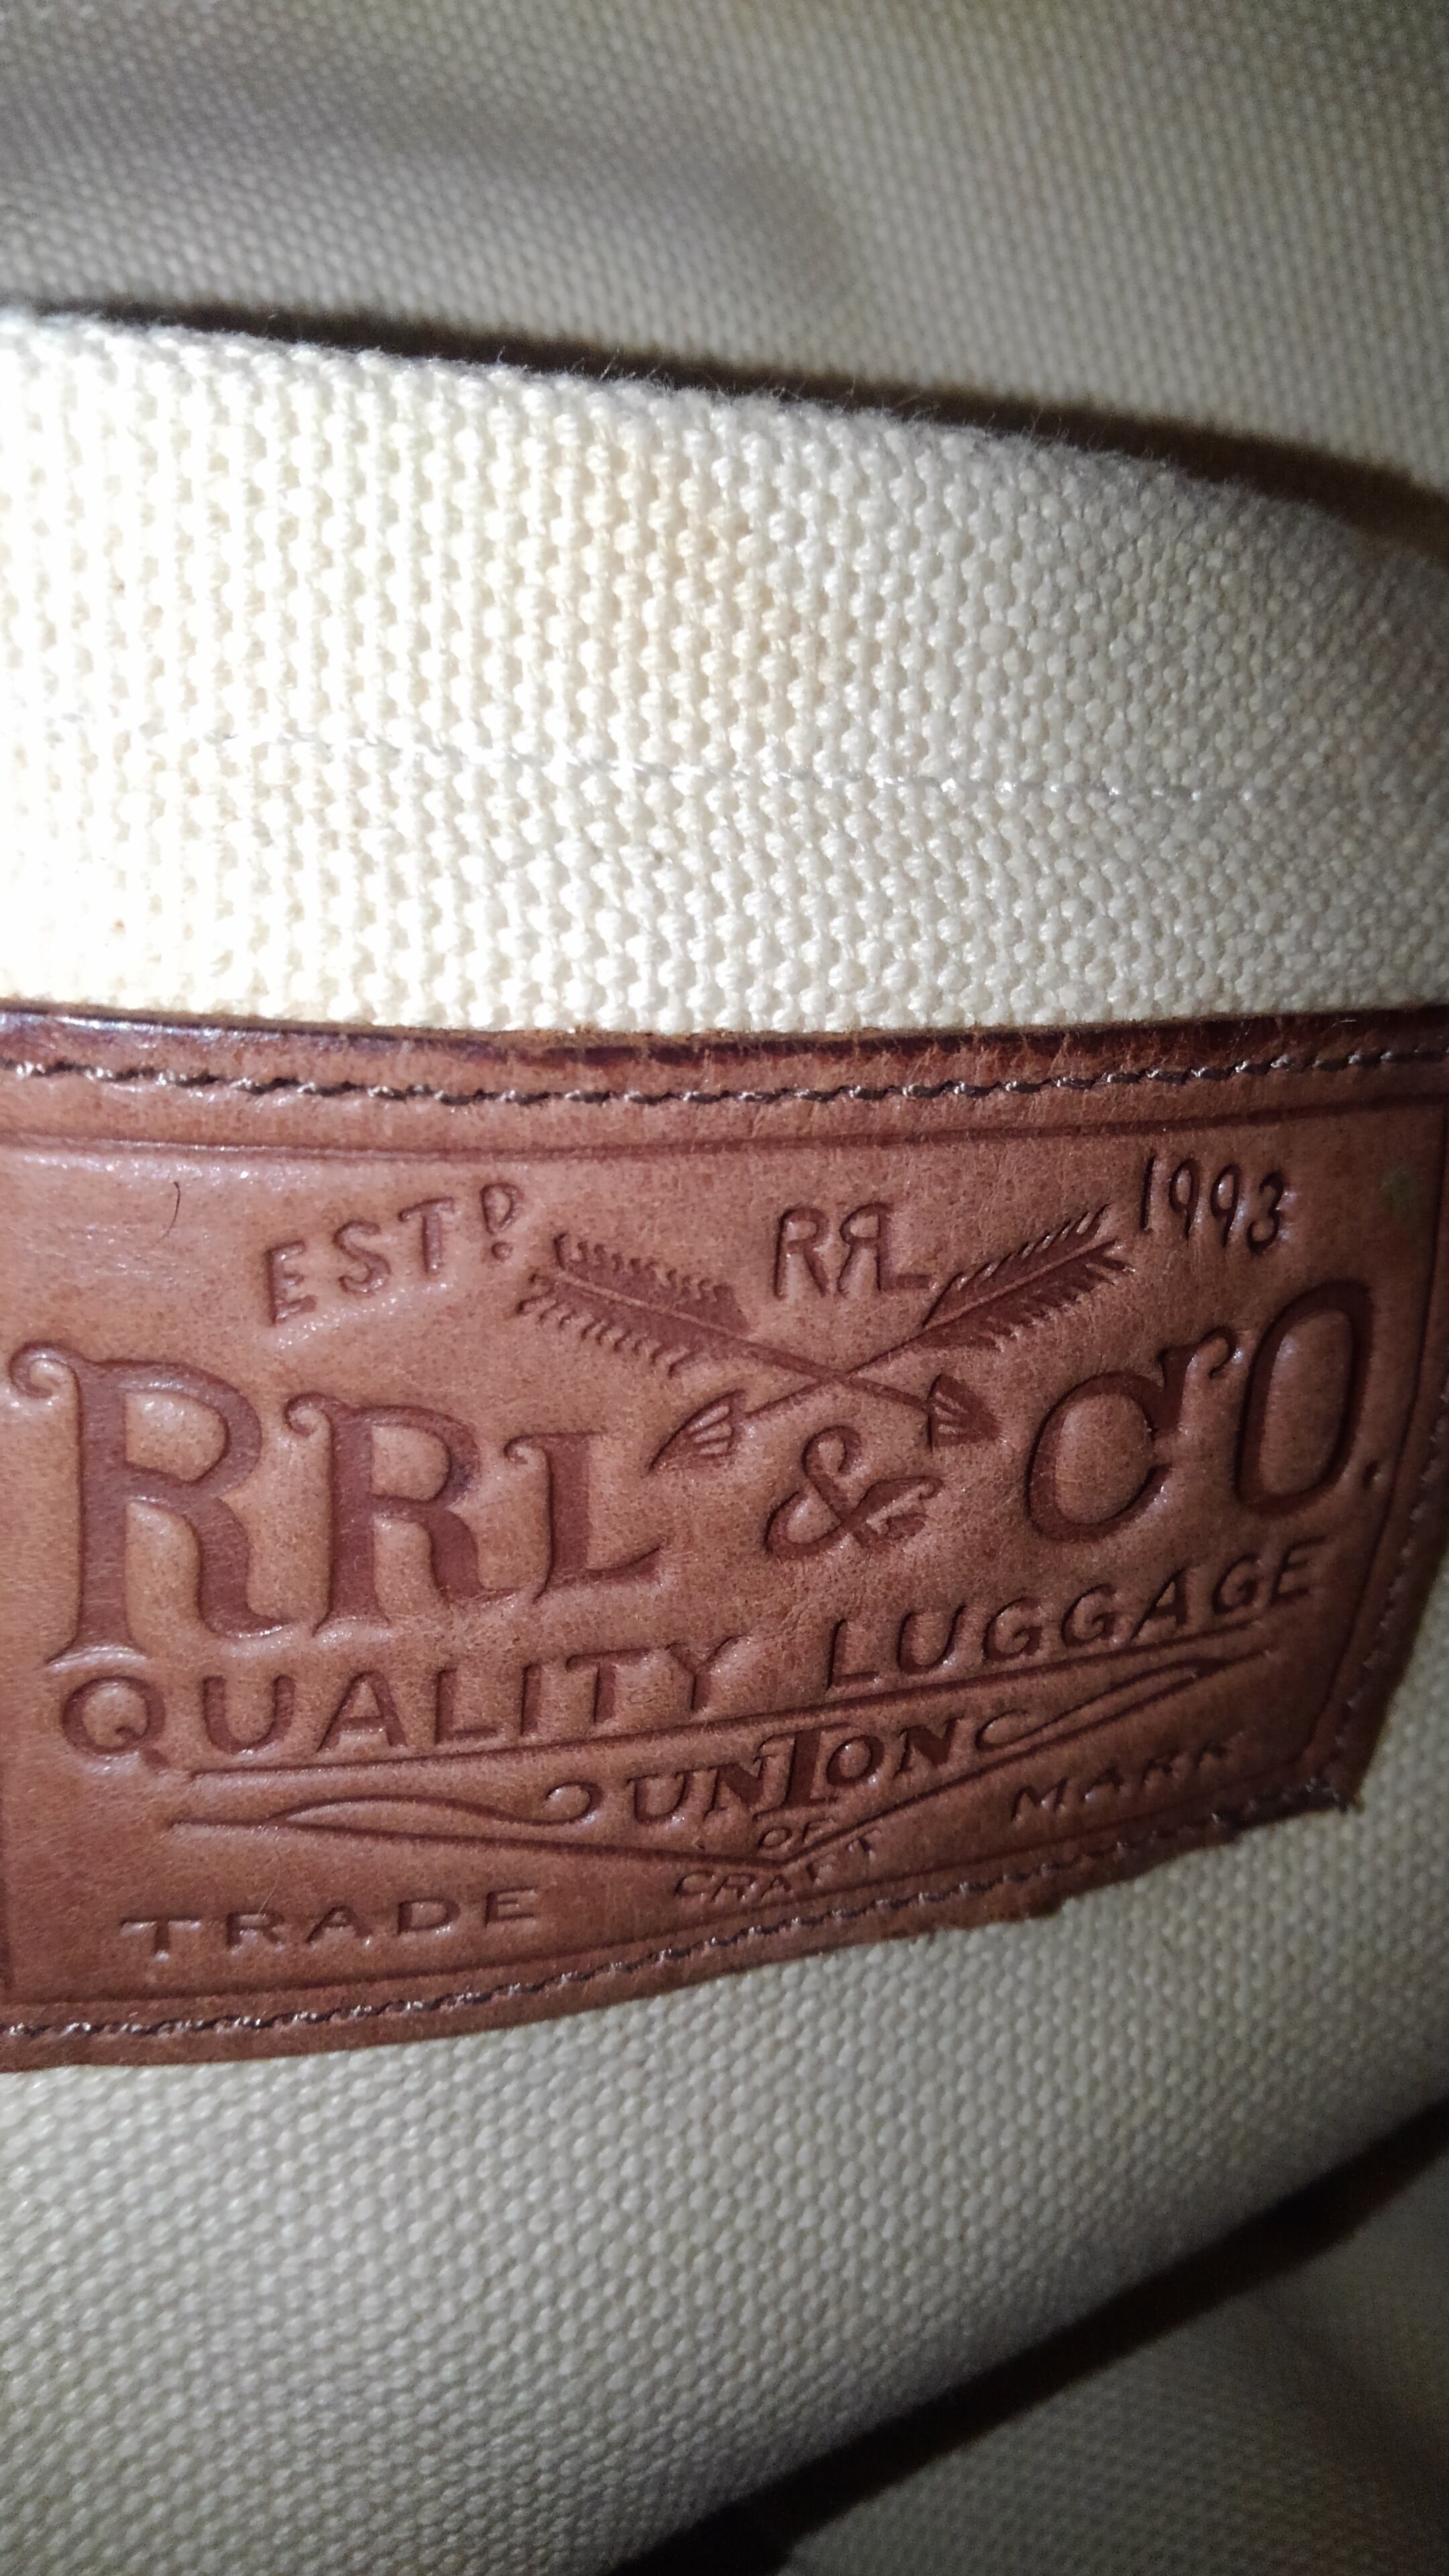 ESTD RRL 1993
RRL & CO.
QUALITY LUGGAGE
UNION
OF
CRAFT
TRADE MARK